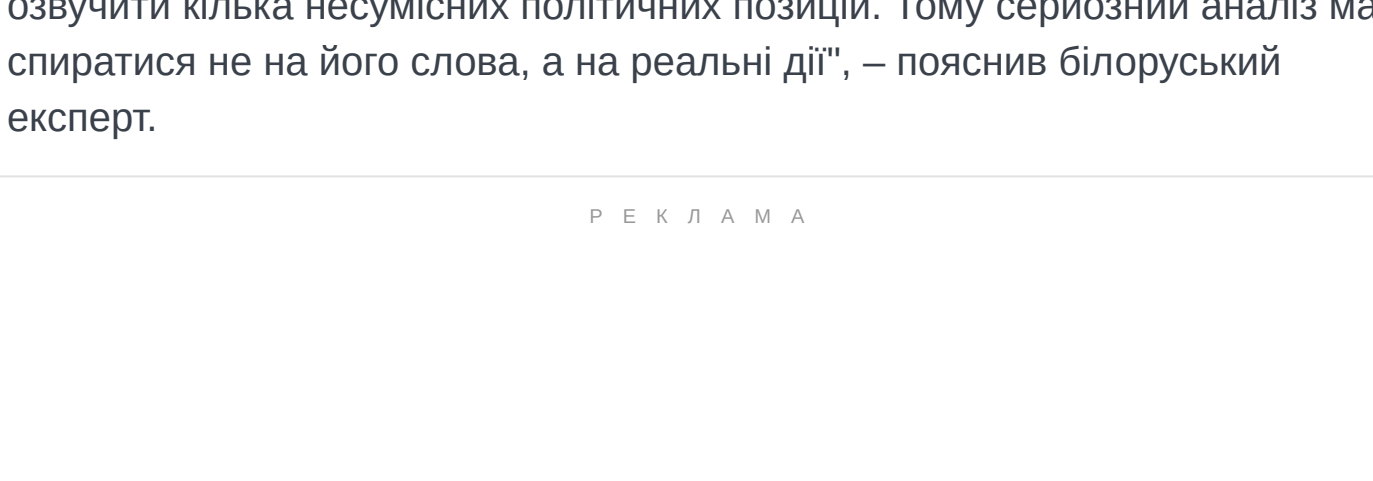 озвучити кілька несумісних політичних позицій. Тому серйозний аналіз ма
спиратися не на його слова, а на реальні дії", – пояснив білоруський
експерт.
РЕКЛАМА